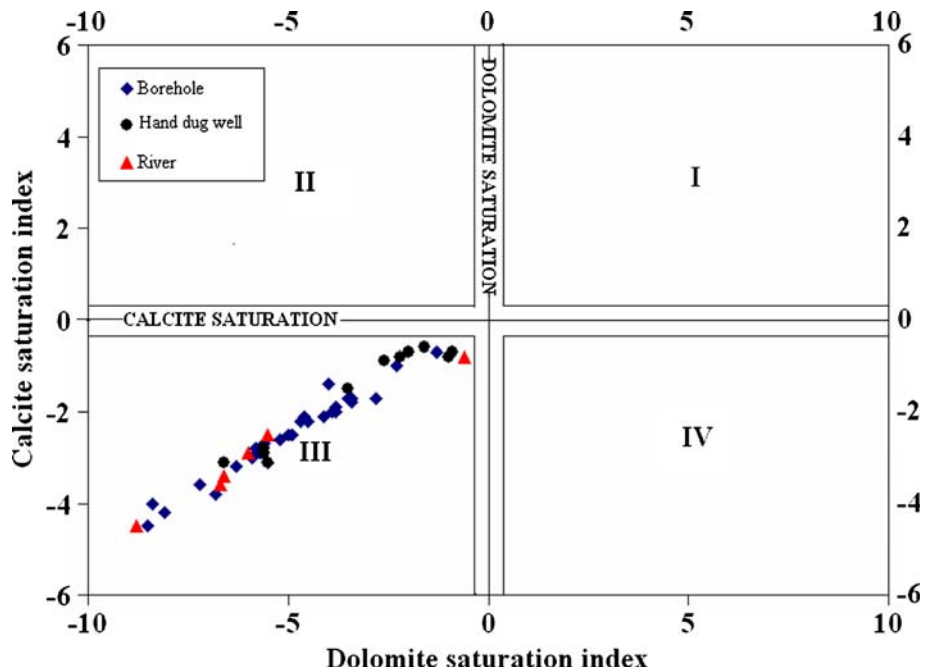 -10 -5 0 5 10
6 6
Borehole
Hand dug well
River
4 4
II I
2 2
DOLOMITE SATURATION
Calcite saturation index
0 CALCITE SATURATION 0
-2 -2
III IV
-4 -4
-6 -6
-10 -5 0 5 10
Dolomite saturation index